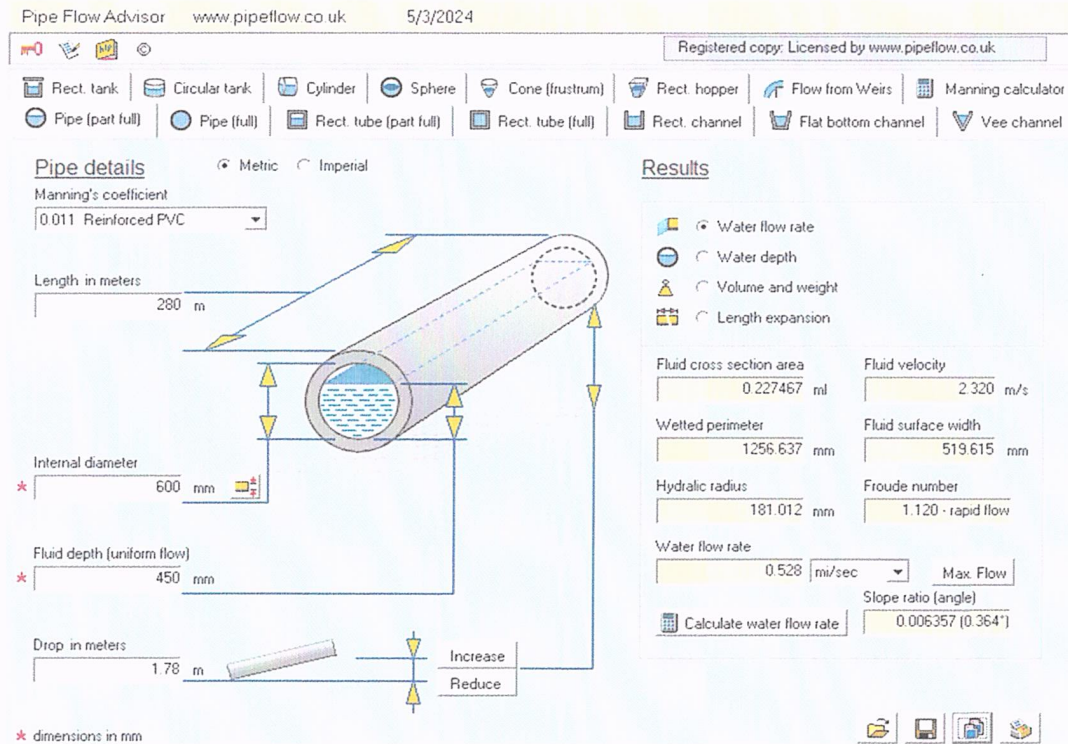 Pipe Flow Advisor www.pipeflow.co.uk 5/3/2024
Registered copy: Licensed by www.pipeflow.co.uk
Rect. tank Circular tank Cylinder Sphere Cone (frustrum) Rect. hopper Flow from Weirs Manning calculator
Pipe (part full) Pipe (full) Rect. tube (part full) Rect. tube (full) Rect. channel Flat bottom channel Vee channel
Pipe details
Metric Imperial
Manning's coefficient
0.011 Reinforced PVC
Length in meters
280 m
Internal diameter
* 600 mm
Fluid depth (uniform flow)
* 450 mm
Drop in meters
1.78 m
Increase
Reduce
* dimensions in mm
Results
Water flow rate
Water depth
Volume and weight
Length expansion
Fluid cross section area
0.227467 ml
Fluid velocity
2.320 m/s
Wetted perimeter
1256.637 mm
Fluid surface width
519.615 mm
Hydralic radius
181.012 mm
Froude number
1.120 - rapid flow
Water flow rate
0.528 mi/sec
Max. Flow
Calculate water flow rate
Slope ratio (angle)
0.006357 (0.364°)